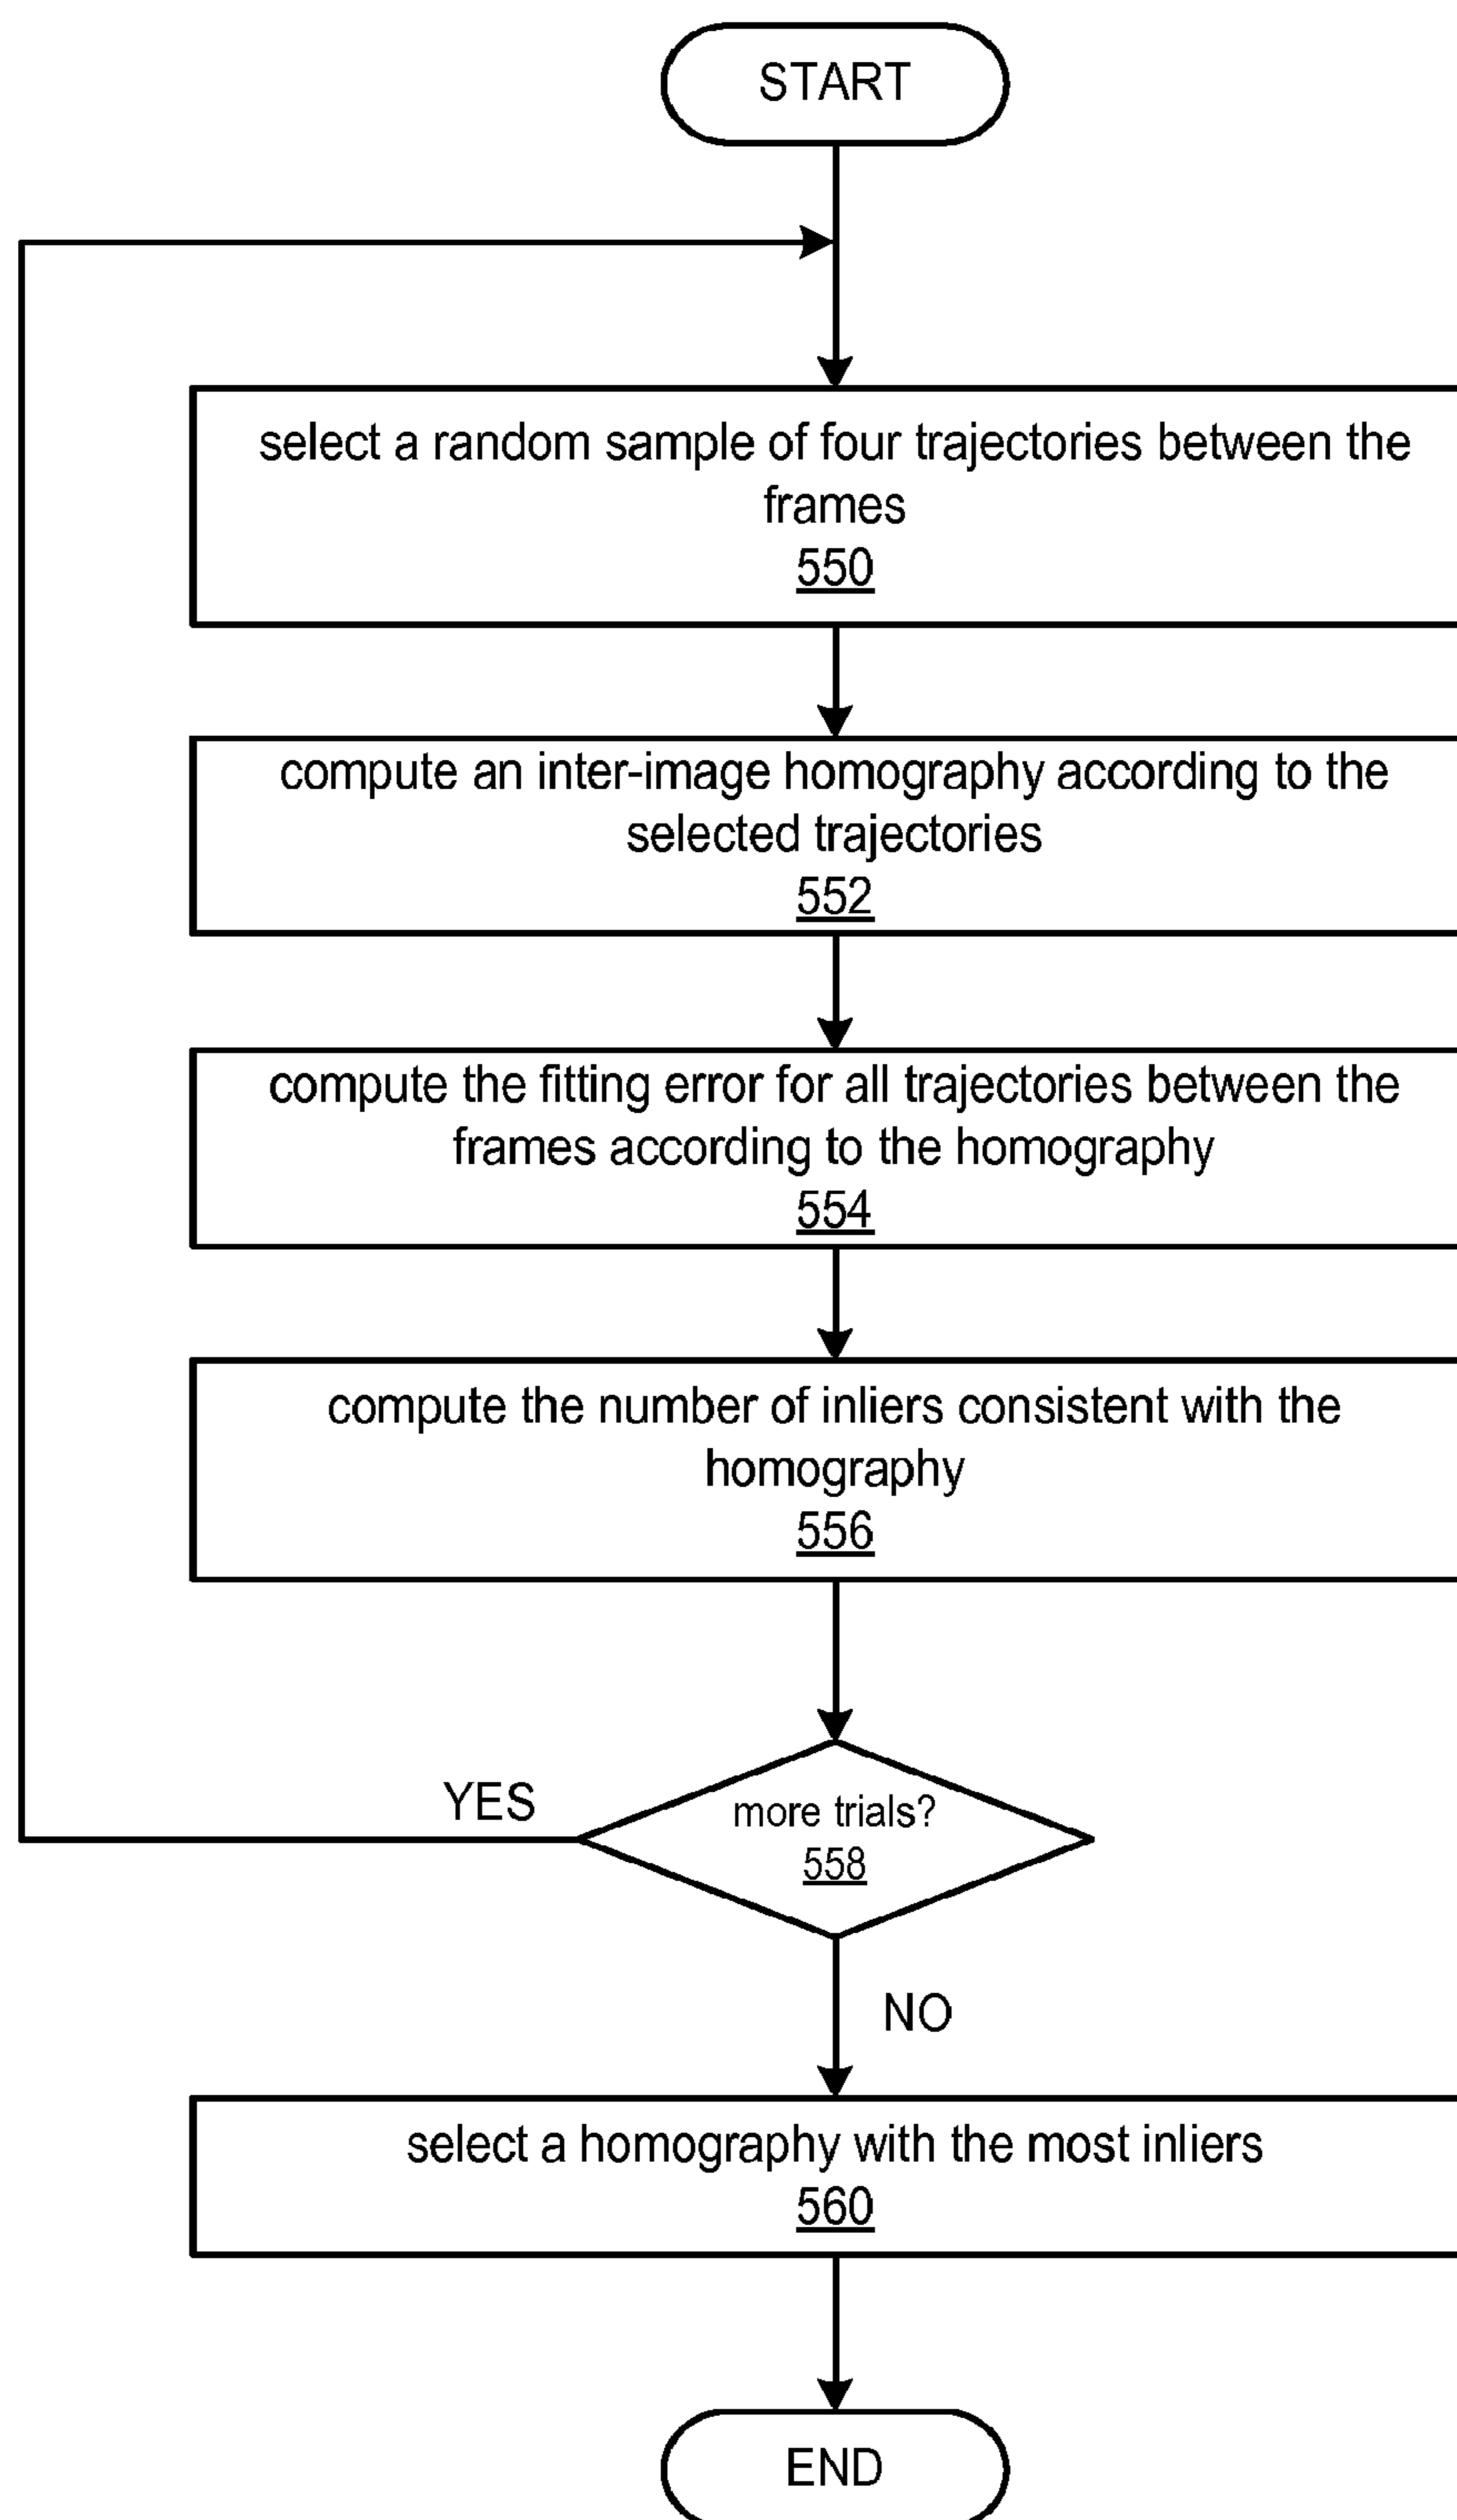 START
select a random sample of four trajectories between the
frames
550
compute an inter-image homography according to the
selected trajectories
552
compute the fitting error for all trajectories between the
frames according to the homography
554
compute the number of inliers consistent with the
homography
556
YES
more trials?
558
NO
select a homography with the most inliers
560
END